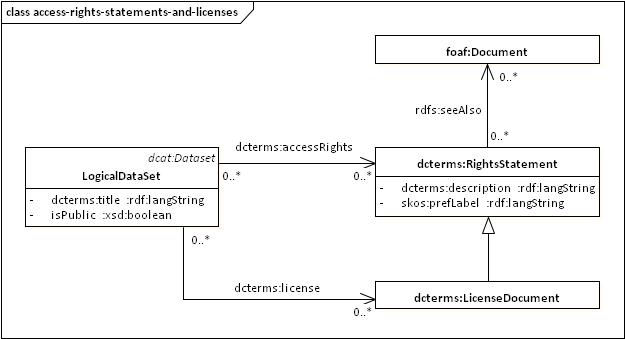 class access-rights-statements-and-licenses
foaf:Document
0..*
rdfs:seeAlso
0..*
dcterms:accessRights
dcat:Dataset
LogicalDataSet
0..*
0..*
dcterms:RightsStatement
- dcterms:title :rdf:langString
- isPublic :xsd:boolean
- dcterms:description :rdf:langString
- skos:prefLabel :rdf:langString
0..*
dcterms:license
0..*
dcterms:LicenseDocument